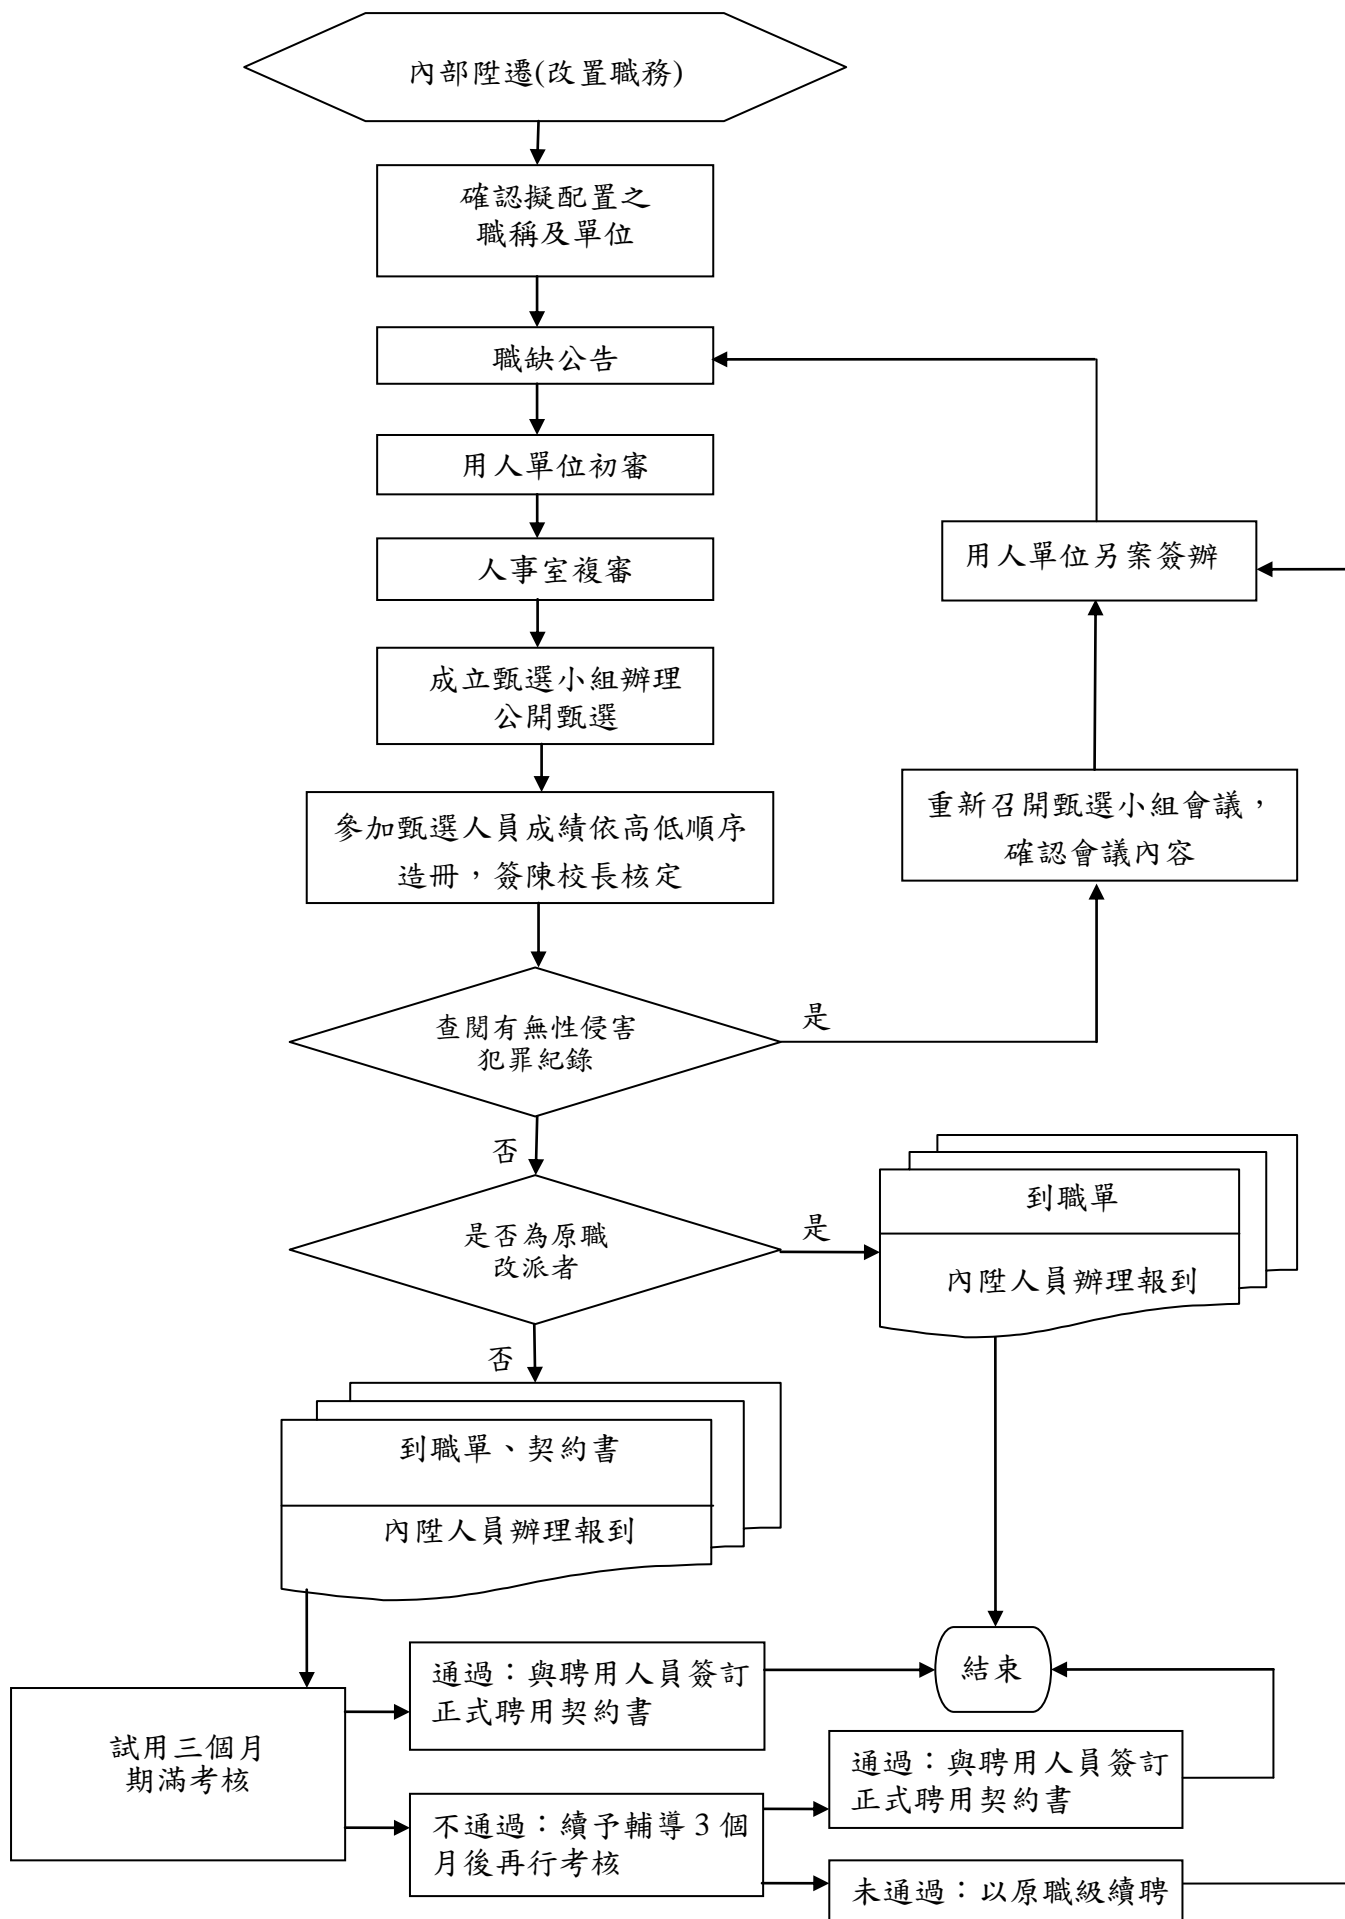 內部陞遷(改置職務)
確認擬配置之
職稱及單位
職缺公告
用人單位初審
人事室複審
用人單位另案簽辦
成立甄選小組辦理
公開甄選
參加甄選人員成績依高低順序
造冊，簽陳校長核定
重新召開甄選小組會議，
確認會議內容
查閱有無性侵害
犯罪紀錄
是
否
是否為原職
改派者
是
到職單
內陞人員辦理報到
否
到職單、契約書
內陞人員辦理報到
試用三個月
期滿考核
通過：與聘用人員簽訂
正式聘用契約書
結束
不通過：續予輔導3個
月後再行考核
通過：與聘用人員簽訂
正式聘用契約書
未通過：以原職級續聘